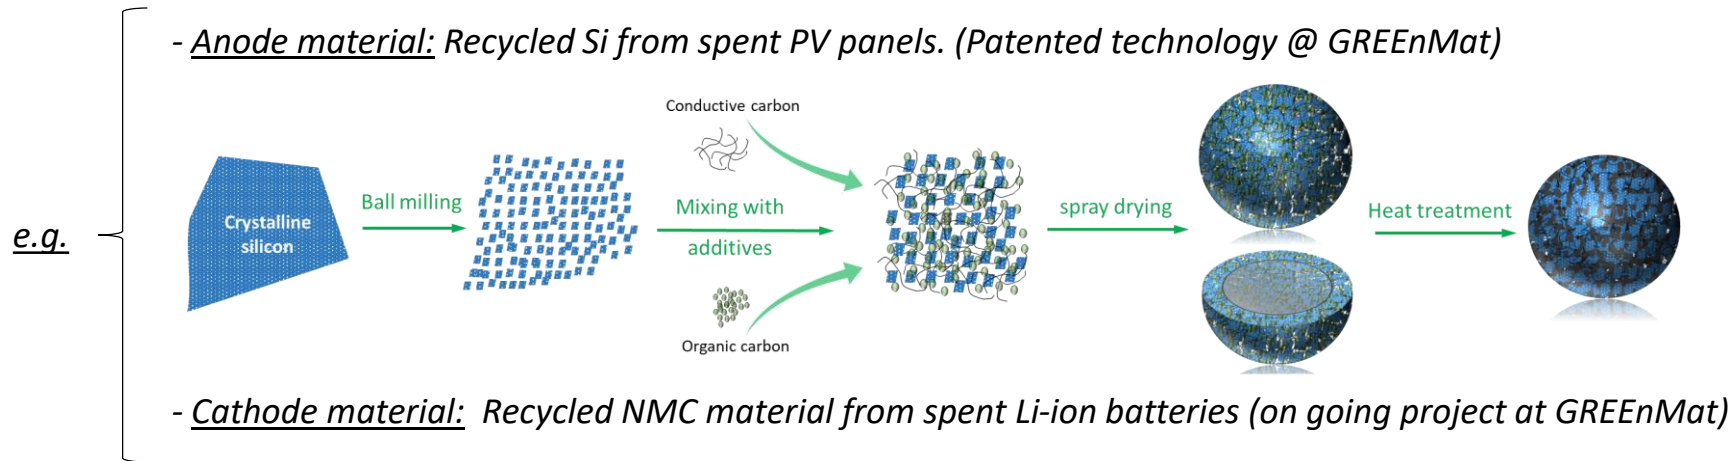 - Anode material: Recycled Si from spent PV panels. (Patented technology @ GREEnMat)
Conductive carbon
Crystalline
silicon
Ball milling
Mixing with
additives
spray drying
Heat treatment
e.g.
Organic carbon
- Cathode material: Recycled NMC material from spent Li-ion batteries (on going project at GREEnMat)